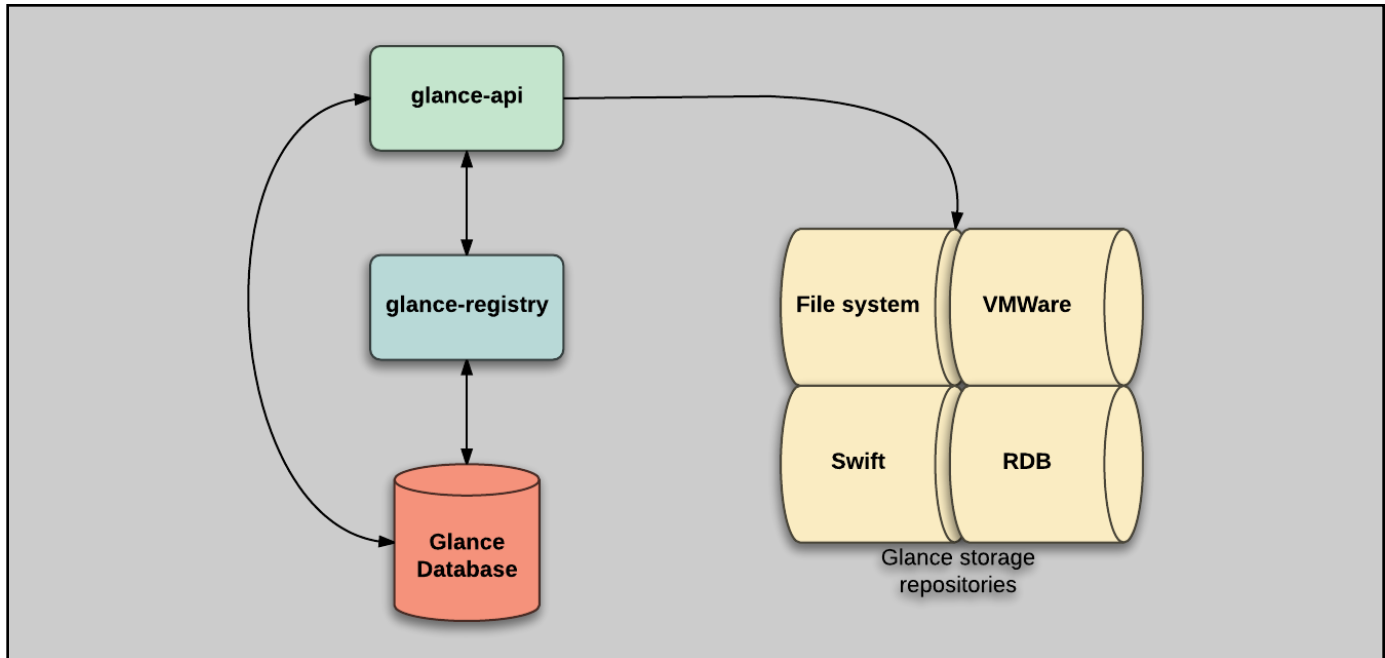 glance-api
glance-registry
File system
VMWare
Swift
RDB
Glance
Database
Glance storage
repositories